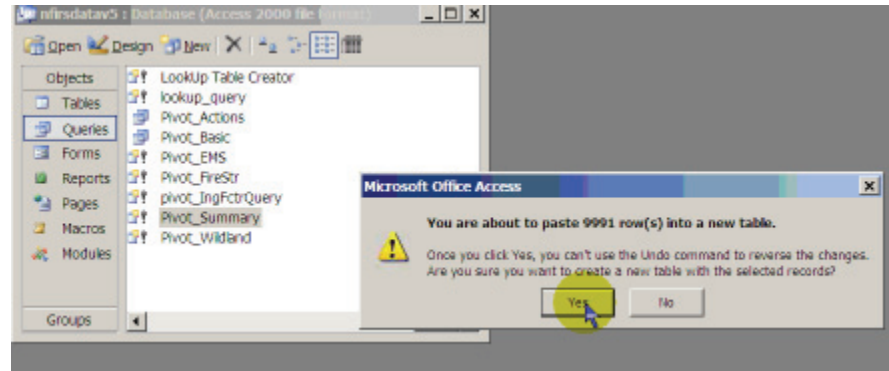 nfirsdatav5 : Database (Access 2000 file format)
Open Design New
Objects
Tables
Queries
Forms
Reports
Pages
Macros
Modules
Groups
LookUp Table Creator
lookup_query
Pivot_Actions
Pivot_Basic
Pivot_EMS
Pivot_FireStr
pivot_IngFctrQuery
Pivot_Summary
Pivot_Wildland
Microsoft Office Access
You are about to paste 9991 row(s) into a new table.
Once you click Yes, you can't use the Undo command to reverse the changes.
Are you sure you want to create a new table with the selected records?
Yes No